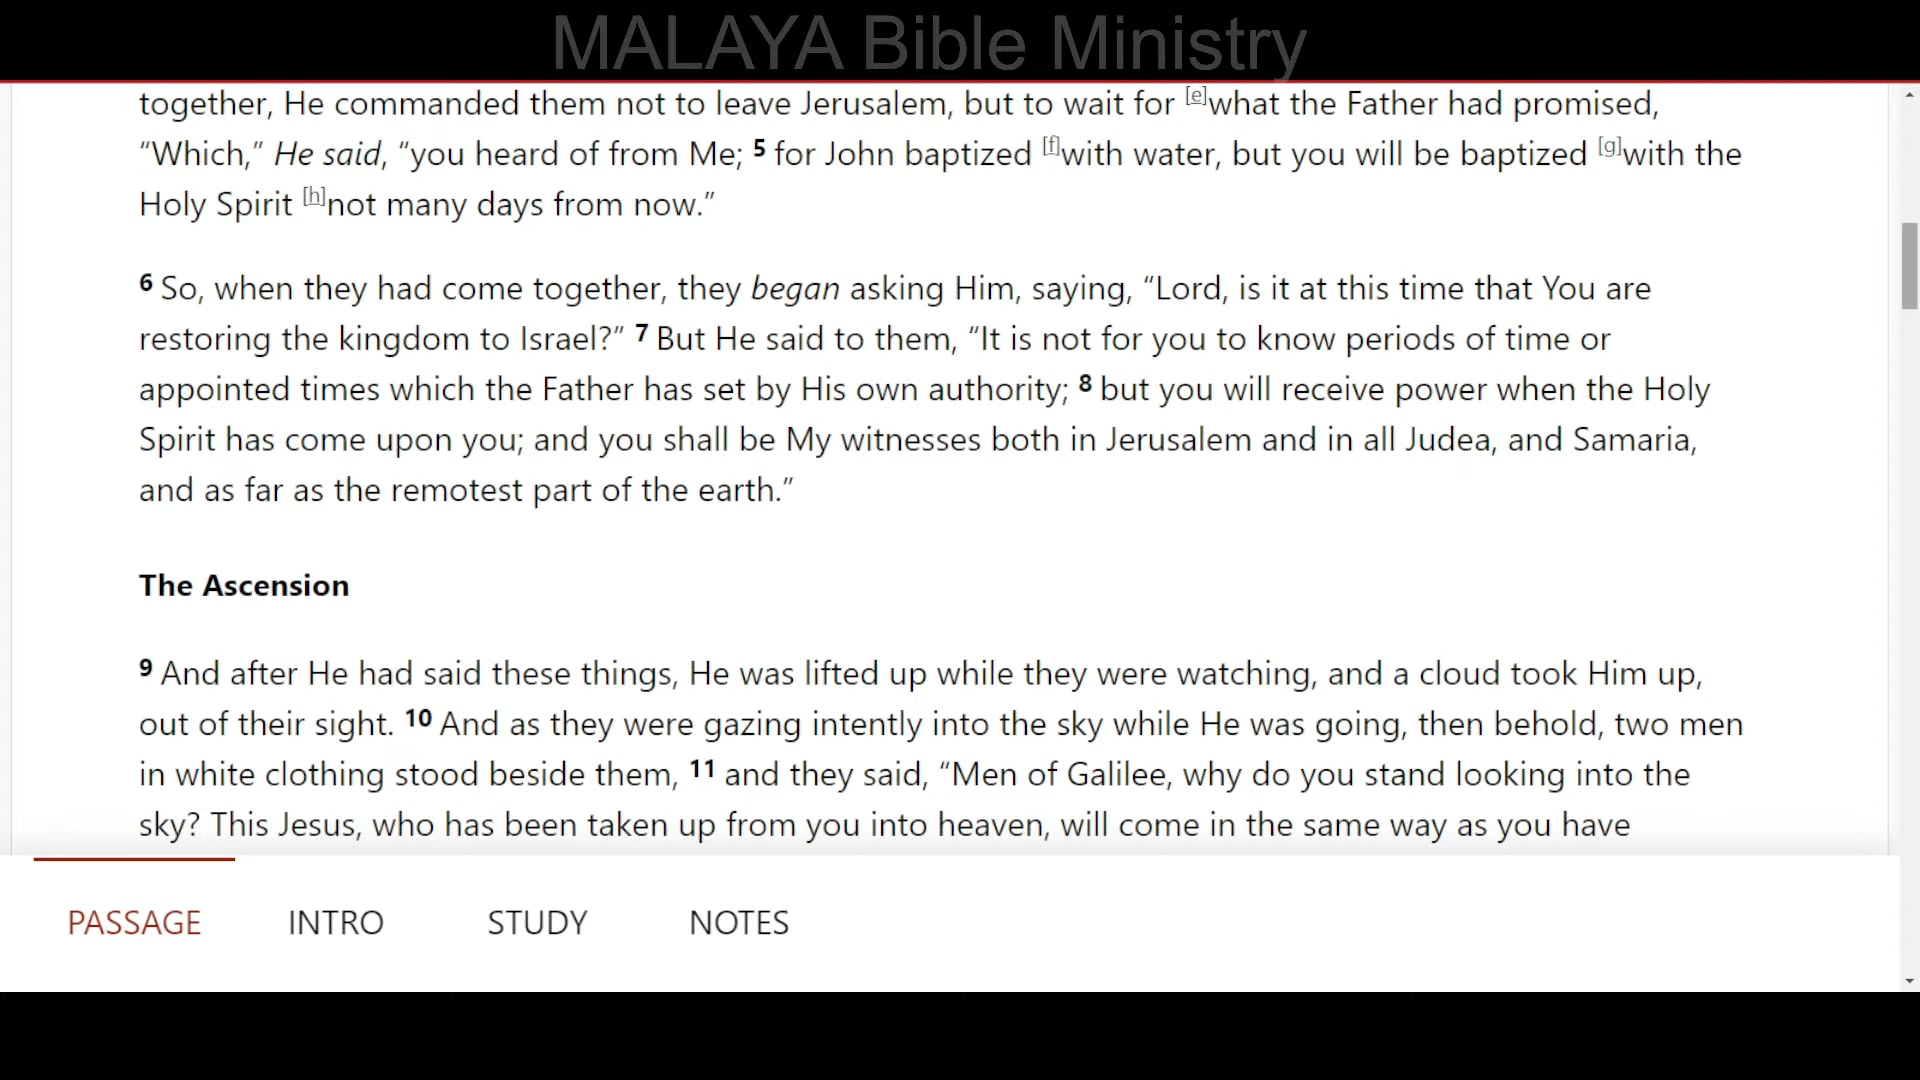 MALAYA Bible Ministry
together, He commanded them not to leave Jerusalem, but to wait for [e]what the Father had promised,
“Which,” He said, “you heard of from Me; 5 for John baptized [f]with water, but you will be baptized [g]with the
Holy Spirit [h]not many days from now.”
6 So, when they had come together, they began asking Him, saying, “Lord, is it at this time that You are
restoring the kingdom to Israel?” 7 But He said to them, “It is not for you to know periods of time or
appointed times which the Father has set by His own authority; 8 but you will receive power when the Holy
Spirit has come upon you; and you shall be My witnesses both in Jerusalem and in all Judea, and Samaria,
and as far as the remotest part of the earth.”
The Ascension
9 And after He had said these things, He was lifted up while they were watching, and a cloud took Him up,
out of their sight. 10 And as they were gazing intently into the sky while He was going, then behold, two men
in white clothing stood beside them, 11 and they said, “Men of Galilee, why do you stand looking into the
sky? This Jesus, who has been taken up from you into heaven, will come in the same way as you have
PASSAGE INTRO STUDY NOTES